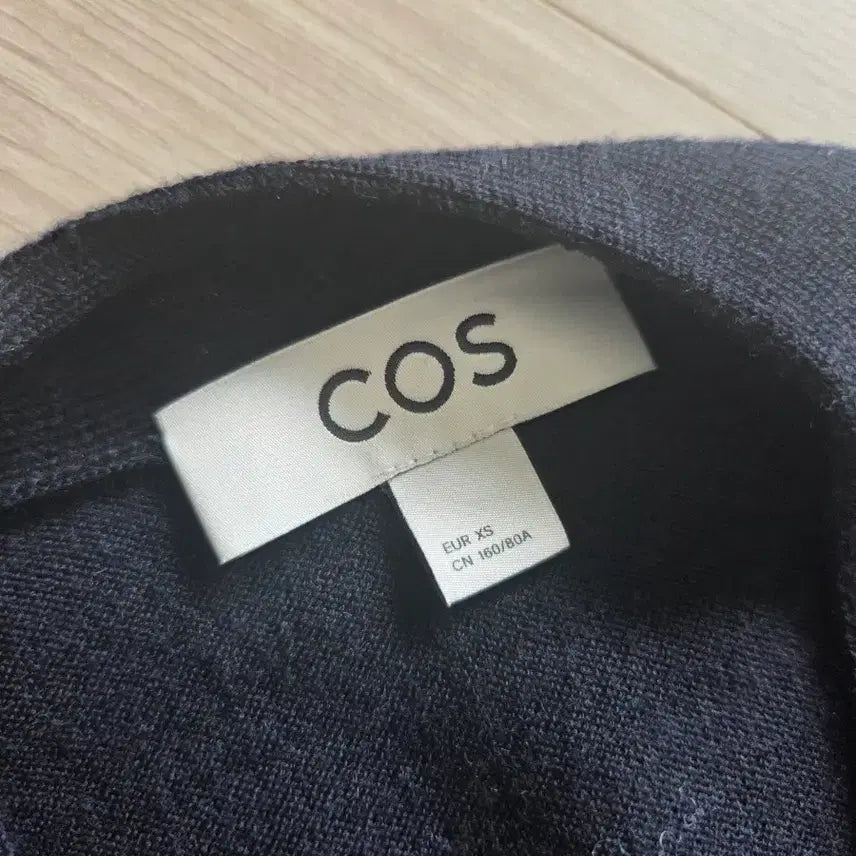 COS
EUR XS
CN 160/80A